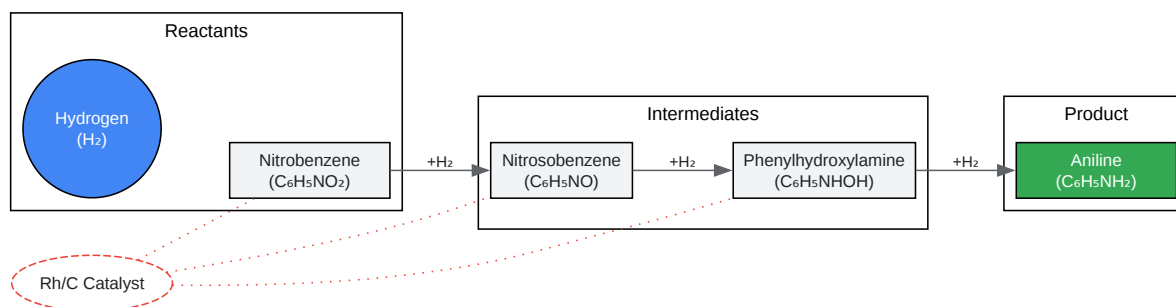 Reactants
Hydrogen
(H₂)
Nitrobenzene
(C₆H₅NO₂)
+H₂
Intermediates
Nitrosobenzene
(C₆H₅NO)
+H₂
Phenylhydroxylamine
(C₆H₅NHOH)
+H₂
Product
Aniline
(C₆H₅NH₂)
Rh/C Catalyst